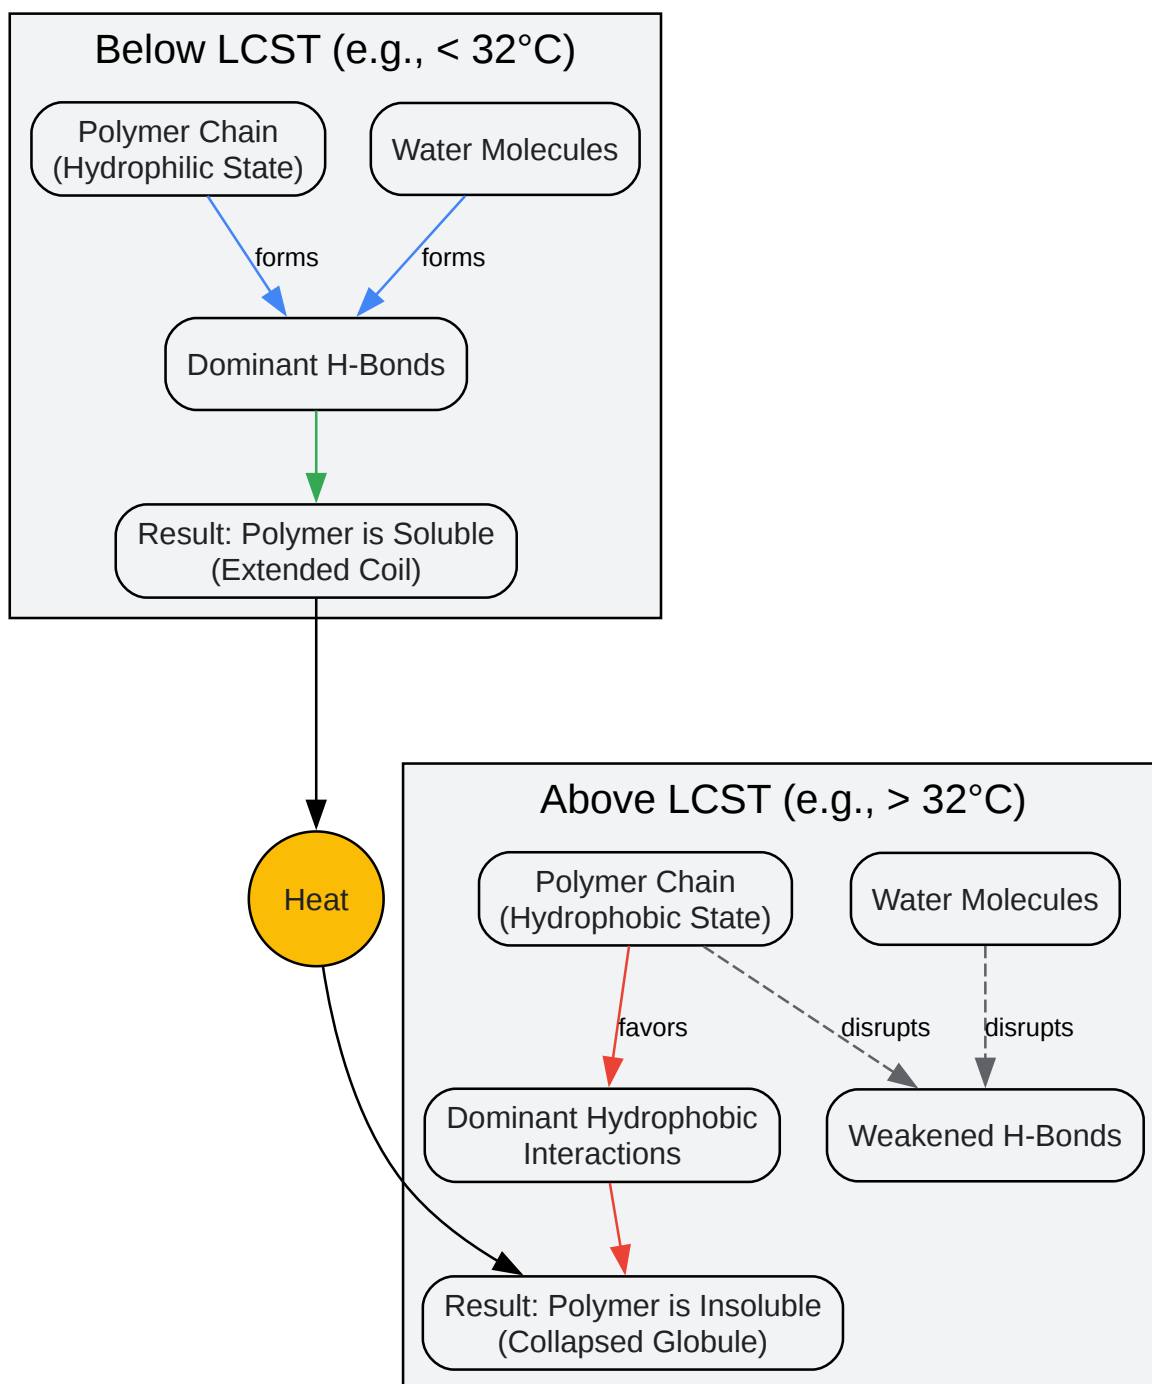 Below LCST (e.g., < 32°C)
Polymer Chain
(Hydrophilic State)
Water Molecules
forms
forms
Dominant H-Bonds
Result: Polymer is Soluble
(Extended Coil)
Heat
Above LCST (e.g., > 32°C)
Polymer Chain
(Hydrophobic State)
Water Molecules
favors
disrupts
disrupts
Dominant Hydrophobic
Interactions
Weakened H-Bonds
Result: Polymer is Insoluble
(Collapsed Globule)